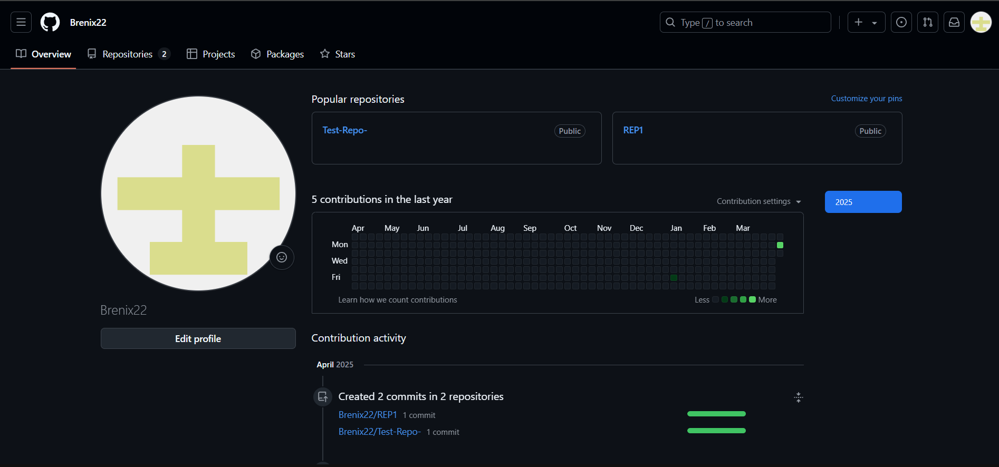 Brenix22
Type / to search
Overview
Repositories 2
Projects
Packages
Stars
Popular repositories
Customize your pins
Test-Repo-
Public
REP1
Public
5 contributions in the last year
Contribution settings
2025
Apr May Jun Jul Aug Sep Oct Nov Dec Jan Feb Mar
Mon
Wed
Fri
Learn how we count contributions
Less More
Brenix22
Edit profile
Contribution activity
April 2025
Created 2 commits in 2 repositories
Brenix22/REP1 1 commit
Brenix22/Test-Repo- 1 commit